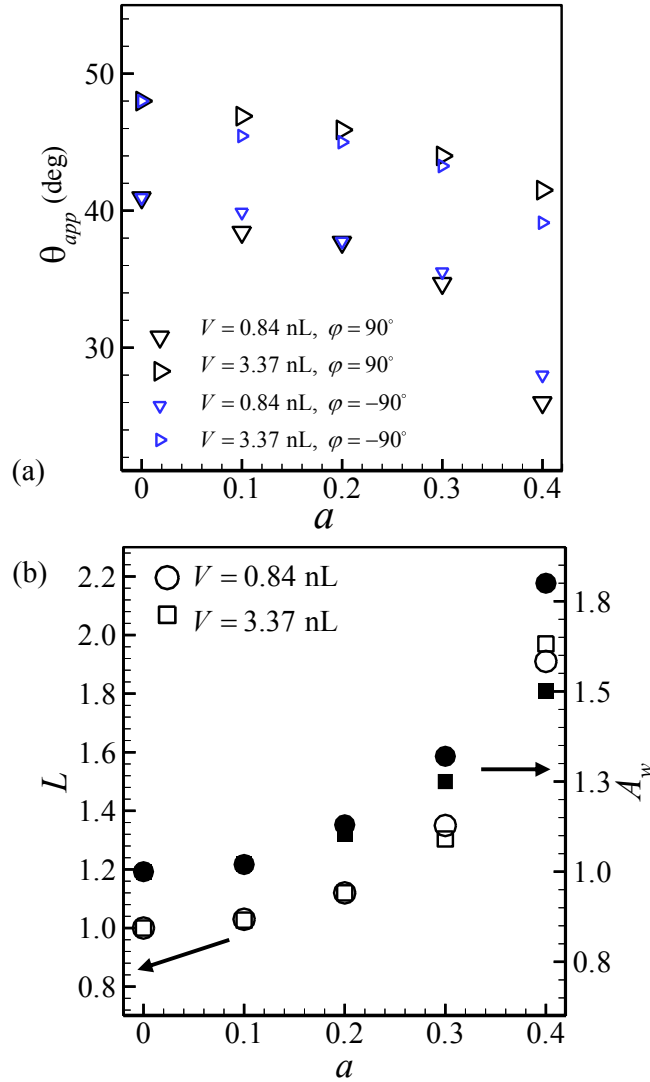 50
40
30
θapp (deg)
V = 0.84 nL, φ = 90°
V = 3.37 nL, φ = 90°
V = 0.84 nL, φ = −90°
V = 3.37 nL, φ = −90°
(a)
0 0.1 0.2 0.3 0.4
a
(b)
V = 0.84 nL
V = 3.37 nL
2.2
2.0
1.8
1.6
1.4
1.2
1.0
0.8
L
1.8
1.5
1.3
1.0
0.8
Aw
0 0.1 0.2 0.3 0.4
a